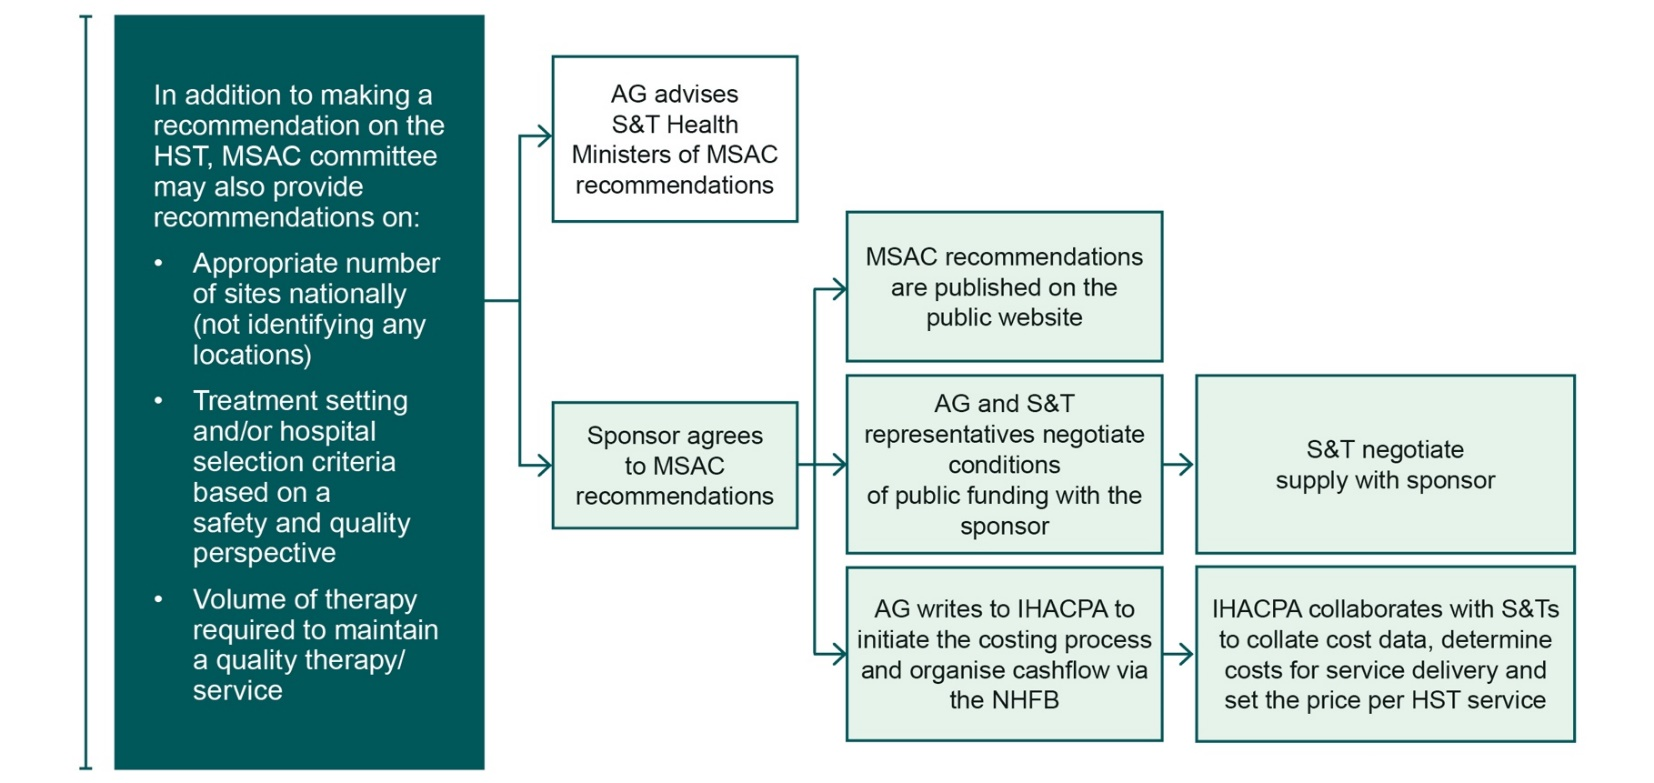 In addition to making a
recommendation on the
HST, MSAC committee
may also provide
recommendations on:
• Appropriate number
of sites nationally
(not identifying any
locations)
• Treatment setting
and/or hospital
selection criteria
based on a
safety and quality
perspective
• Volume of therapy
required to maintain
a quality therapy/
service
AG advises
S&T Health
Ministers of MSAC
recommendations
Sponsor agrees
to MSAC
recommendations
MSAC recommendations
are published on the
public website
AG and S&T
representatives negotiate
conditions
of public funding with the
sponsor
S&T negotiate
supply with sponsor
AG writes to IHACPA to
initiate the costing process
and organise cashflow via
the NHFB
IHACPA collaborates with S&Ts
to collate cost data, determine
costs for service delivery and
set the price per HST service